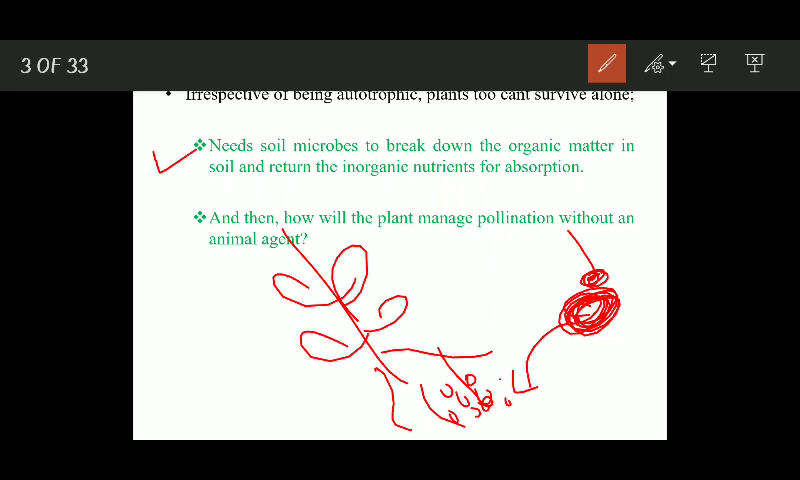 3 OF 33
• Irrespective of being autotrophic, plants too cant survive alone;
❖Needs soil microbes to break down the organic matter in
soil and return the inorganic nutrients for absorption.
❖And then, how will the plant manage pollination without an
animal agent?